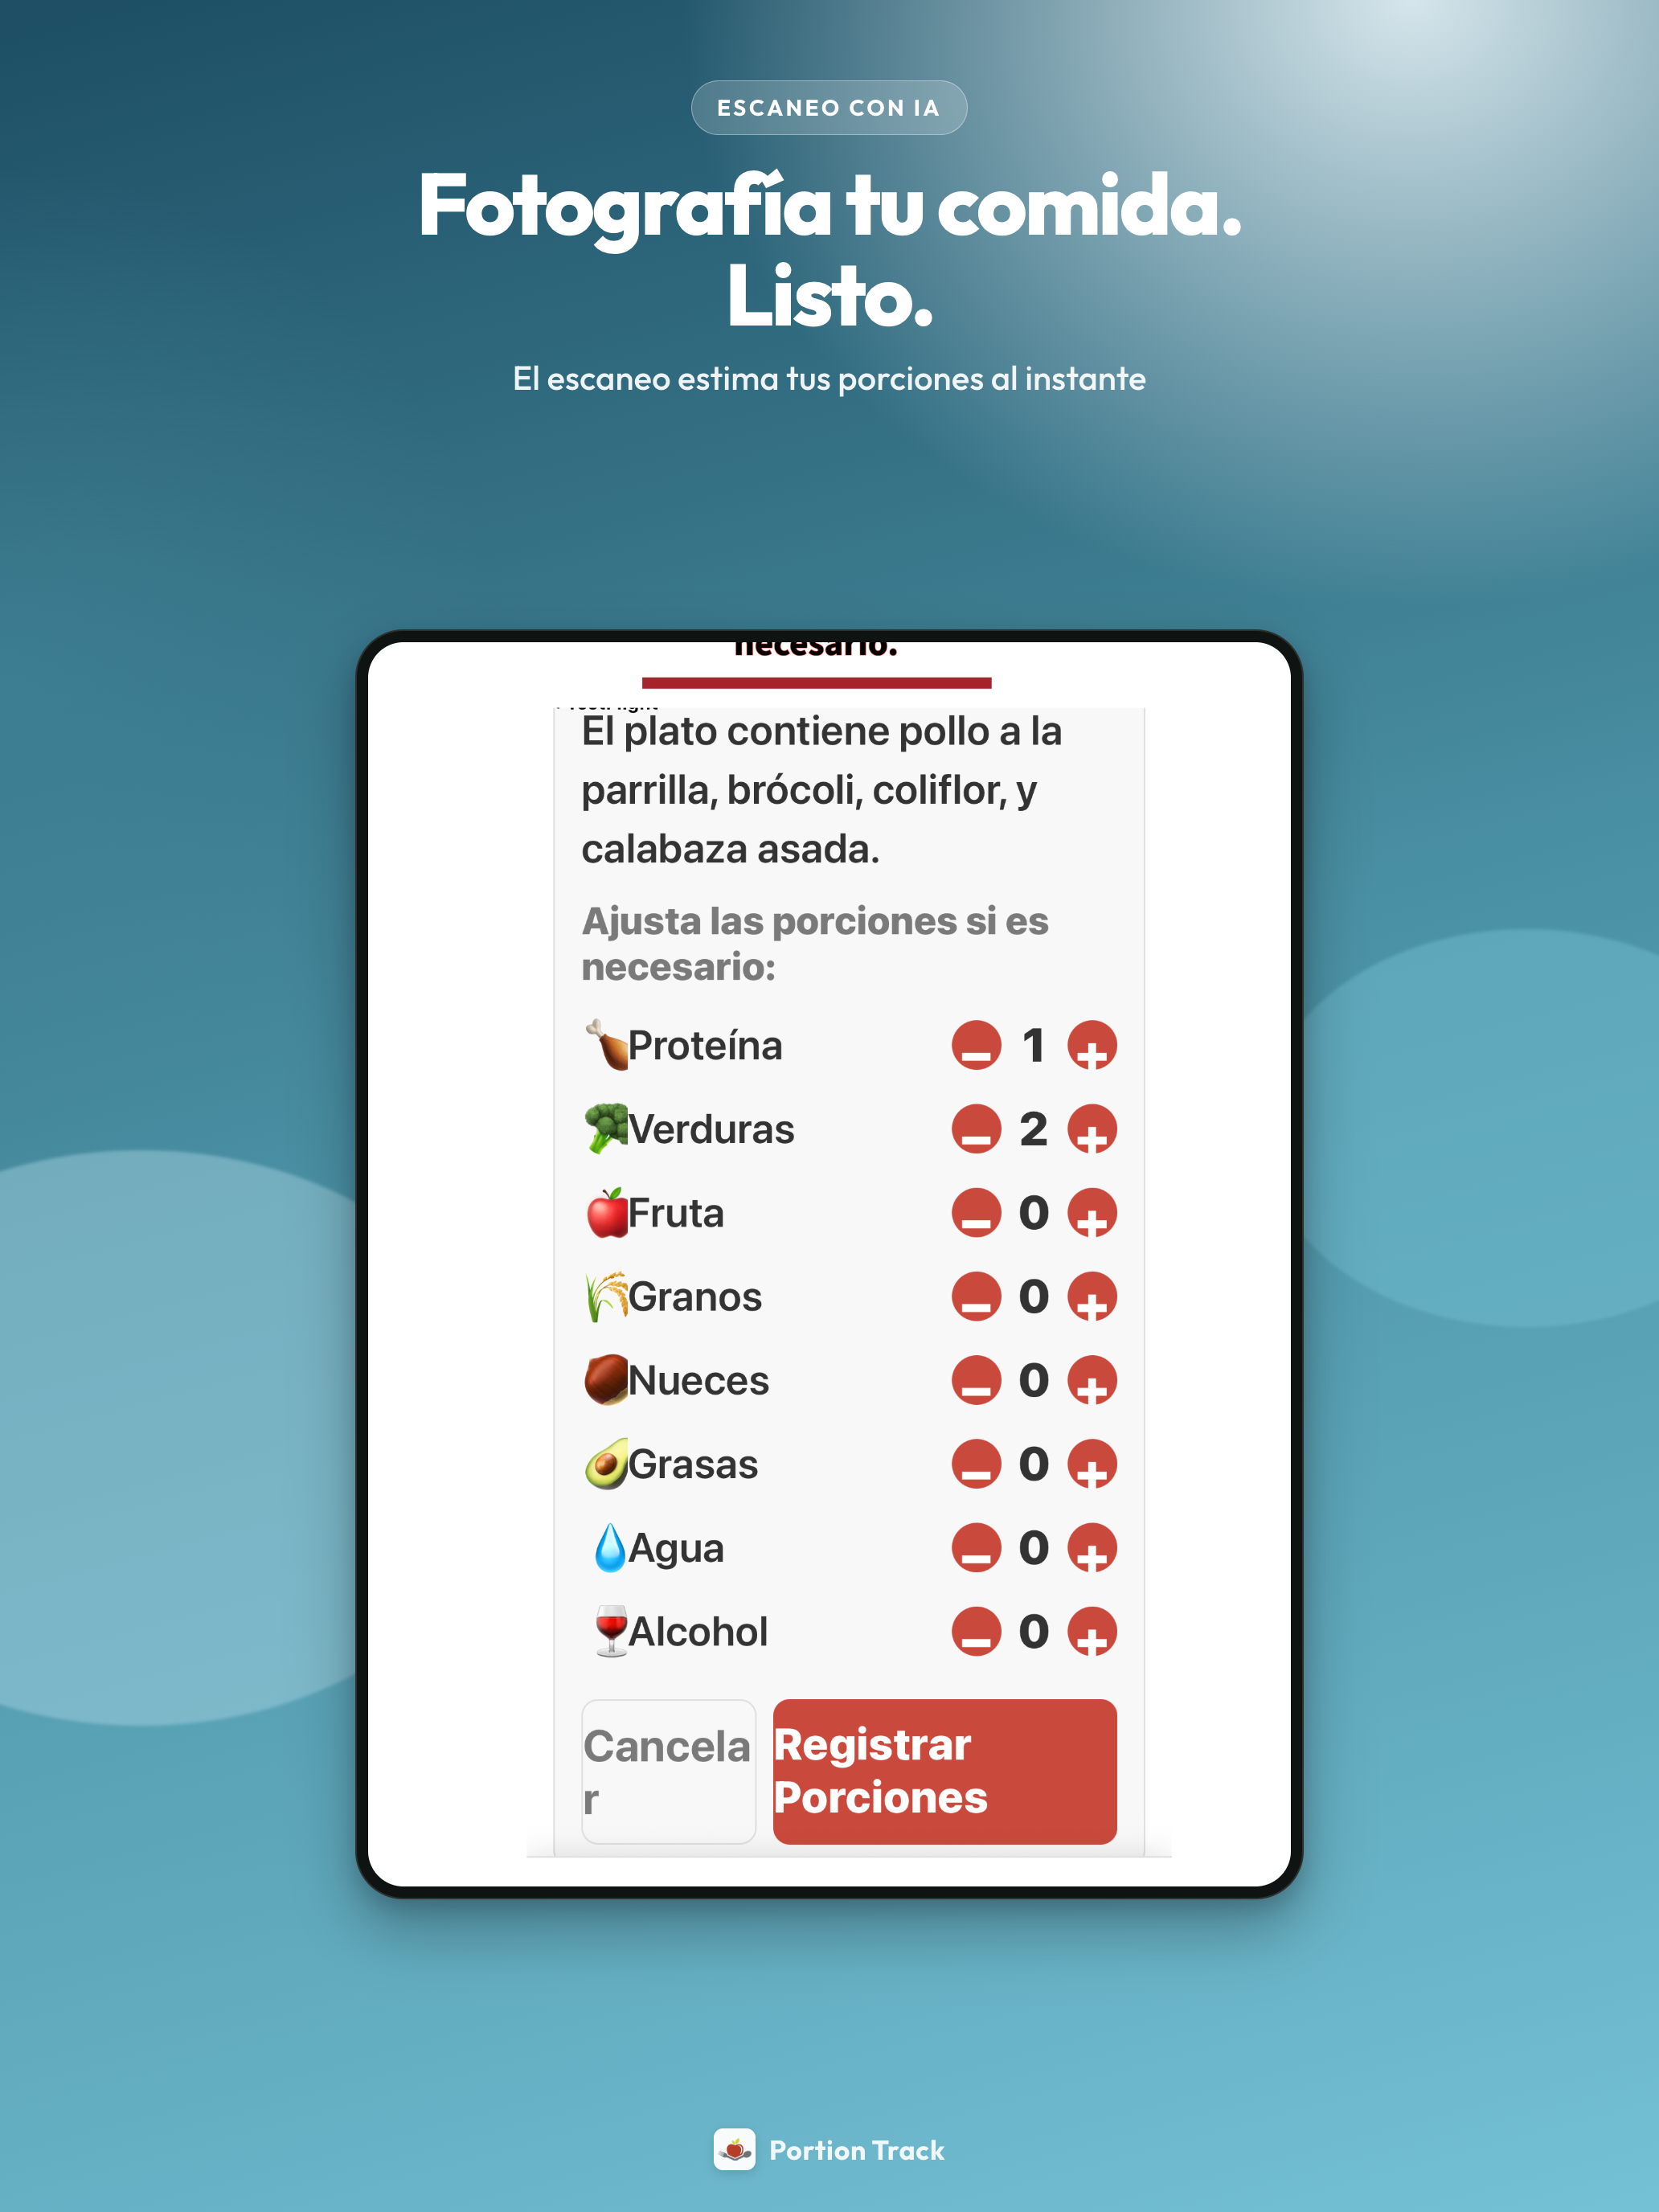 ESCANEO CON IA
Fotografía tu comida.
Listo.
El escaneo estima tus porciones al instante
necesario.
El plato contiene pollo a la
parrilla, brócoli, coliflor, y
calabaza asada.
Ajusta las porciones si es
necesario:
Proteína 1
Verduras 2
Fruta 0
Granos 0
Nueces 0
Grasas 0
Agua 0
Alcohol 0
Cancela
r
Registrar
Porciones
Portion Track